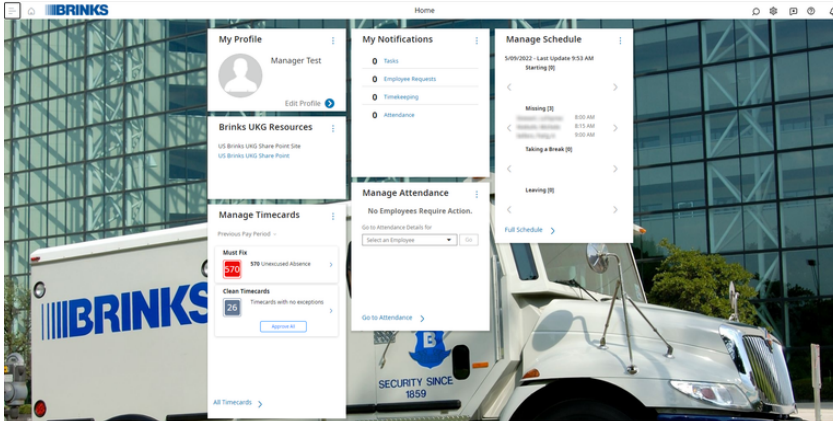 BRINKS
Home
My Profile
Manager Test
Edit Profile
Brinks UKG Resources
US Brinks UKG Share Point Site
US Brinks UKG Share Point
Manage Timecards
Previous Pay Period
Must Fix
570
570 Unexcused Absence
Clean Timecards
26
Timecards with no exceptions
Approve All
All Timecards
My Notifications
0 Tasks
0 Employee Requests
0 Timekeeping
0 Attendance
Manage Attendance
No Employees Require Action.
Go to Attendance Details for
Select an Employee
Go
Go to Attendance
Manage Schedule
5/09/2022 - Last Update 9:53 AM
Starting [0]
Missing [3]
8:00 AM
8:15 AM
9:00 AM
Taking a Break [0]
Leaving [0]
Full Schedule
BRINKS
B
SECURITY SINCE
1859